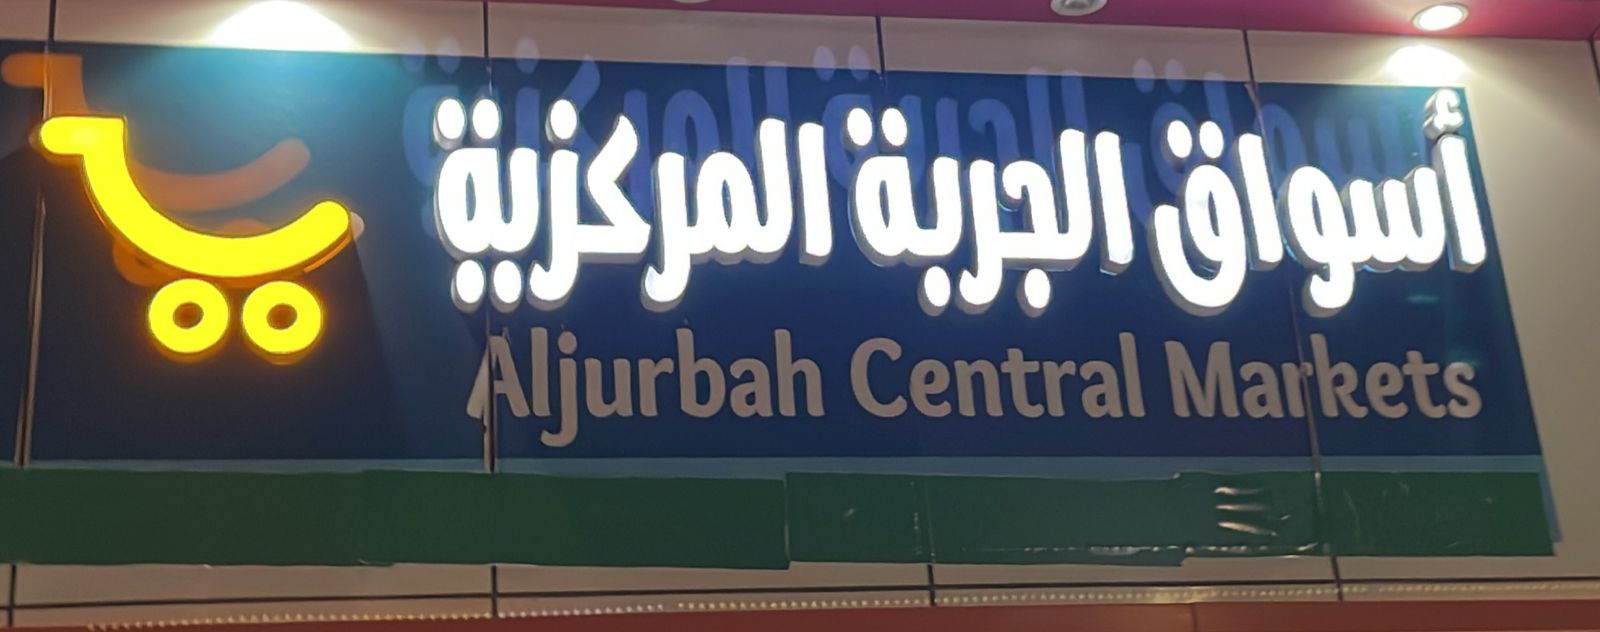 أسواق الجربة المركزية
Aljurbah Central Markets